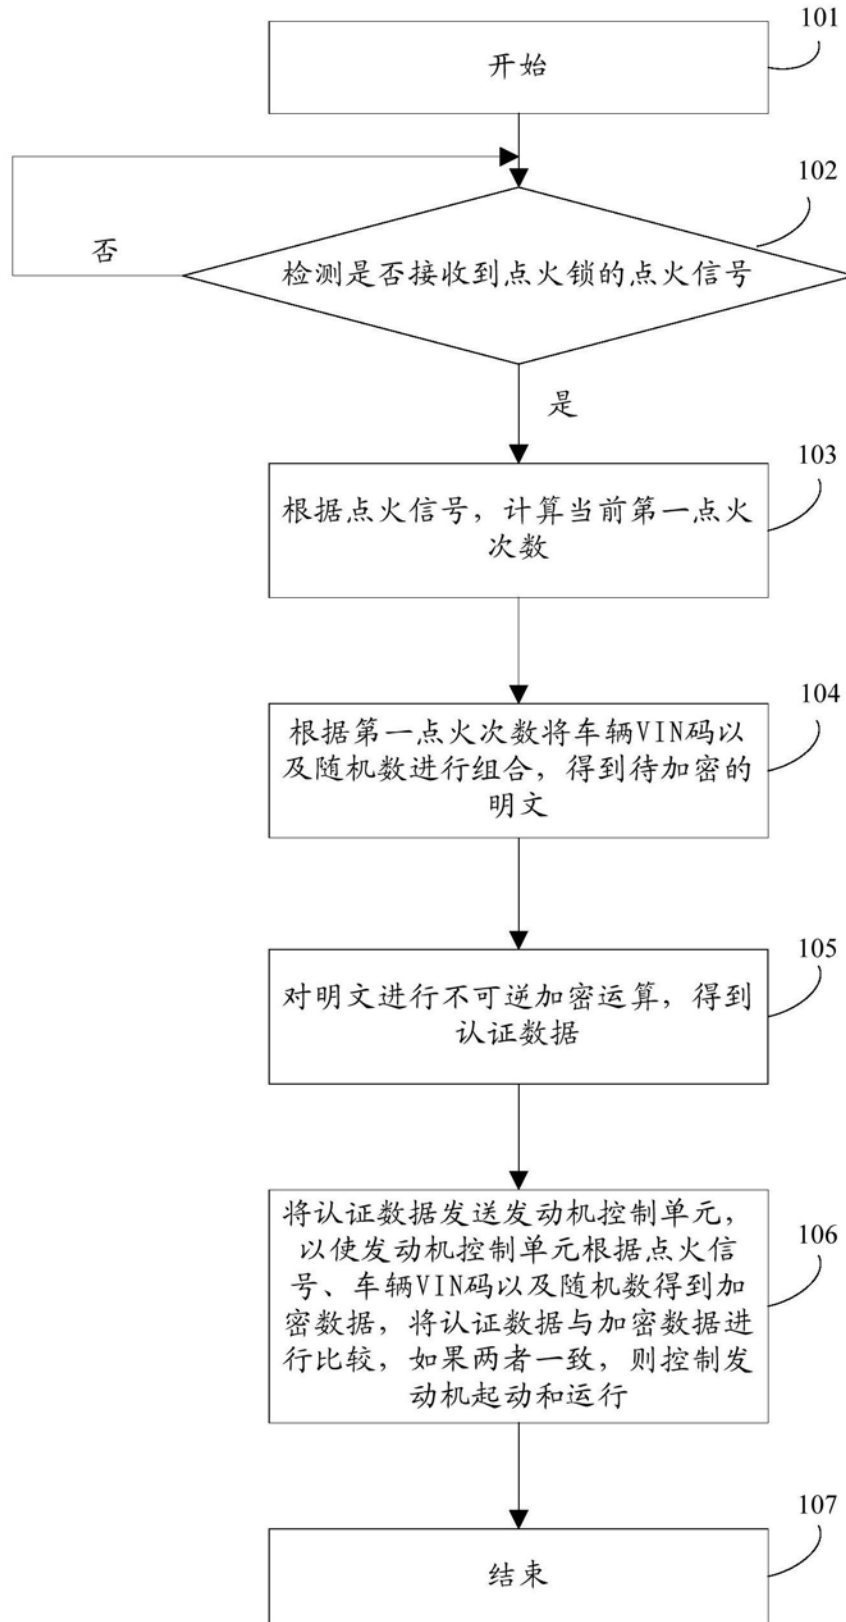 101
开始
102
否
检测是否接收到点火锁的点火信号
是
103
根据点火信号，计算当前第一点火
次数
104
根据第一点火次数将车辆VIN码以
及随机数进行组合，得到待加密的
明文
105
对明文进行不可逆加密运算，得到
认证数据
将认证数据发送发动机控制单元，
以使发动机控制单元根据点火信
号、车辆VIN码以及随机数得到加
密数据，将认证数据与加密数据进
行比较，如果两者一致，则控制发
动机起动和运行
106
107
结束